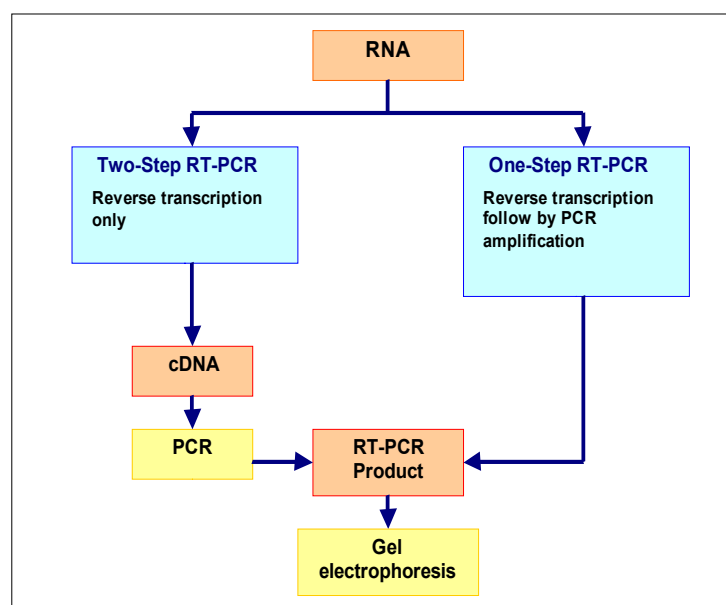 RNA
Two-Step RT-PCR
Reverse transcription
only
One-Step RT-PCR
Reverse transcription
follow by PCR
amplification
cDNA
PCR
RT-PCR
Product
Gel
electrophoresis